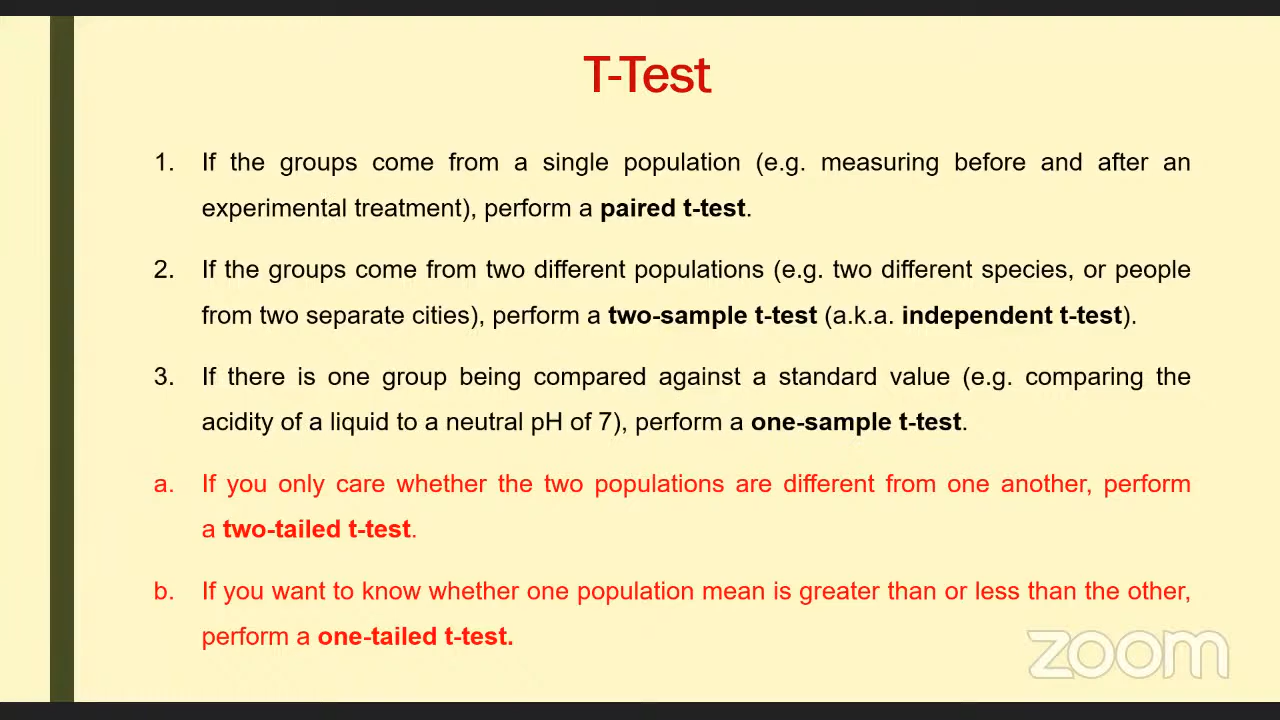 T-Test
1. If the groups come from a single population (e.g. measuring before and after an
experimental treatment), perform a paired t-test.
2. If the groups come from two different populations (e.g. two different species, or people
from two separate cities), perform a two-sample t-test (a.k.a. independent t-test).
3. If there is one group being compared against a standard value (e.g. comparing the
acidity of a liquid to a neutral pH of 7), perform a one-sample t-test.
a. If you only care whether the two populations are different from one another, perform
a two-tailed t-test.
b. If you want to know whether one population mean is greater than or less than the other,
perform a one-tailed t-test.
zoom